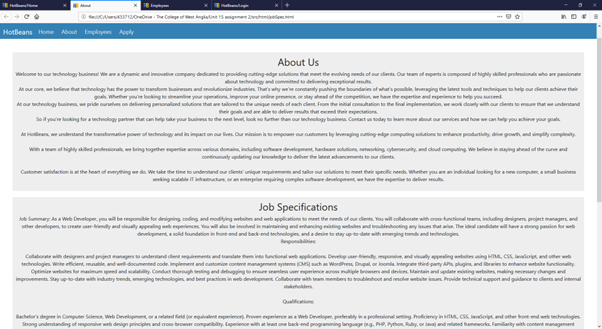 HotBeans/Home
About
Employees
HotBeans/Login
file:///C:/Users/433712/OneDrive - The College of West Anglia/Unit 15 assignment 2/src/html/JobSpec.html
HotBeans Home About Employees Apply
About Us
Welcome to our technology business! We are a dynamic and innovative company dedicated to providing cutting-edge solutions that meet the evolving needs of our clients. Our team of experts is composed of highly skilled professionals who are passionate
about technology and committed to delivering exceptional results.
At our core, we believe that technology has the power to transform businesses and revolutionize industries. That's why we're constantly pushing the boundaries of what's possible, leveraging the latest tools and techniques to help our clients achieve their
goals. Whether you're looking to streamline your operations, improve your online presence, or stay ahead of the competition, we have the expertise and experience to help you succeed.
At our technology business, we pride ourselves on delivering personalized solutions that are tailored to the unique needs of each client. From the initial consultation to the final implementation, we work closely with our clients to ensure that we understand
their goals and are able to deliver results that exceed their expectations.
So if you're looking for a technology partner that can help take your business to the next level, look no further than our technology business. Contact us today to learn more about our services and how we can help you achieve your goals.
At HotBeans, we understand the transformative power of technology and its impact on our lives. Our mission is to empower our customers by leveraging cutting-edge computing solutions to enhance productivity, drive growth, and simplify complexity.
With a team of highly skilled professionals, we bring together expertise across various domains, including software development, hardware solutions, networking, cybersecurity, and cloud computing. We believe in staying ahead of the curve and
continuously updating our knowledge to deliver the latest advancements to our clients.
Customer satisfaction is at the heart of everything we do. We take the time to understand our clients' unique requirements and tailor our solutions to meet their specific needs. Whether you are an individual looking for a new computer, a small business
seeking scalable IT infrastructure, or an enterprise requiring complex software development, we have the expertise to deliver results.
Job Specifications
Job Summary: As a Web Developer, you will be responsible for designing, coding, and modifying websites and web applications to meet the needs of our clients. You will collaborate with cross-functional teams, including designers, project managers, and
other developers, to create user-friendly and visually appealing web experiences. You will also be involved in maintaining and enhancing existing websites and troubleshooting any issues that arise. The ideal candidate will have a strong passion for web
development, a solid foundation in front-end and back-end technologies, and a desire to stay up-to-date with emerging trends and technologies.
Responsibilities:
Collaborate with designers and project managers to understand client requirements and translate them into functional web applications. Develop user-friendly, responsive, and visually appealing websites using HTML, CSS, JavaScript, and other web
technologies. Write efficient, reusable, and well-documented code. Implement and customize content management systems (CMS) such as WordPress, Drupal, or Joomla. Integrate third-party APIs, plugins, and libraries to enhance website functionality.
Optimize websites for maximum speed and scalability. Conduct thorough testing and debugging to ensure seamless user experience across multiple browsers and devices. Maintain and update existing websites, making necessary changes and
improvements. Stay up-to-date with industry trends, emerging technologies, and best practices in web development. Collaborate with team members to troubleshoot and resolve website issues. Provide technical support and guidance to clients and internal
stakeholders.
Qualifications:
Bachelor's degree in Computer Science, Web Development, or a related field (or equivalent experience). Proven experience as a Web Developer, preferably in a professional setting. Proficiency in HTML, CSS, JavaScript, and other front-end web technologies.
Strong understanding of responsive web design principles and cross-browser compatibility. Experience with at least one back-end programming language (e.g., PHP, Python, Ruby, or Java) and related frameworks. Familiarity with content management